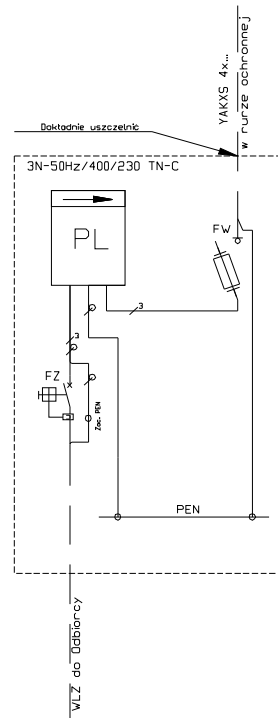 YAKXS 4x...
w rurze ochronnej
Dokładnie uszczelnić
3N-50Hz/400/230 TN-C
PL
FW
3
3
FZ
Zac. PEN
PEN
WLZ do Odbiorcy